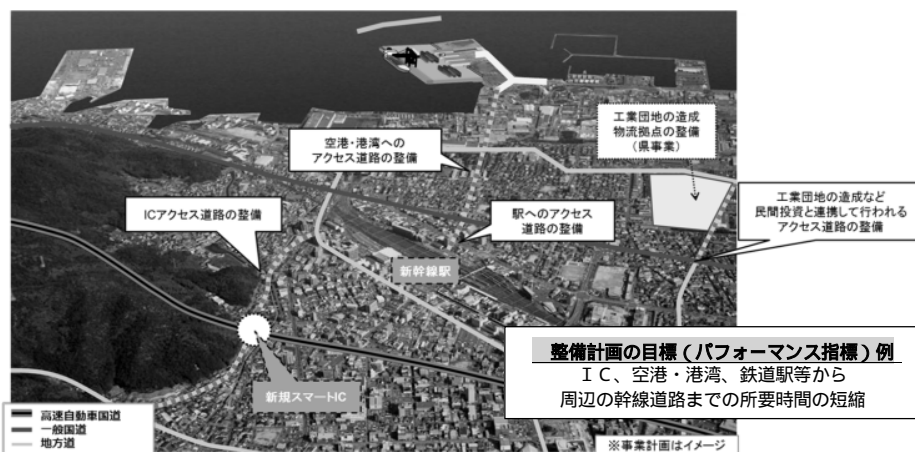 工業団地の造成
物流拠点の整備
(県事業)
空港・港湾への
アクセス道路の整備
ICアクセス道路の整備
駅へのアクセス
道路の整備
工業団地の造成など
民間投資と連携して行われる
アクセス道路の整備
新幹線駅
新規スマートIC
整備計画の目標(パフォーマンス指標)例
IC、空港・港湾、鉄道駅等から
周辺の幹線道路までの所要時間の短縮
高速自動車国道
一般国道
地方道
※事業計画はイメージ